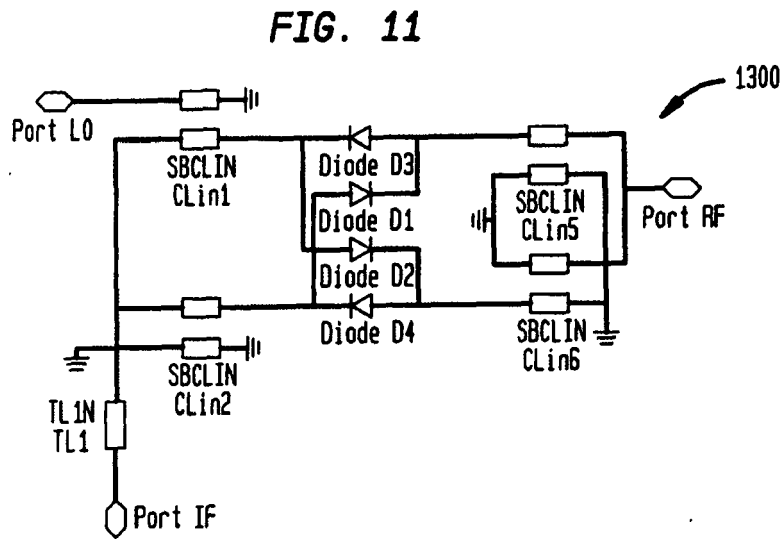 FIG. 11
1300
Port LO
SBCLIN
CLin1
Diode D3
Diode D1
Diode D2
Diode D4
SBCLIN
CLin5
Port RF
SBCLIN
CLin6
SBCLIN
CLin2
TL1N
TL1
Port IF